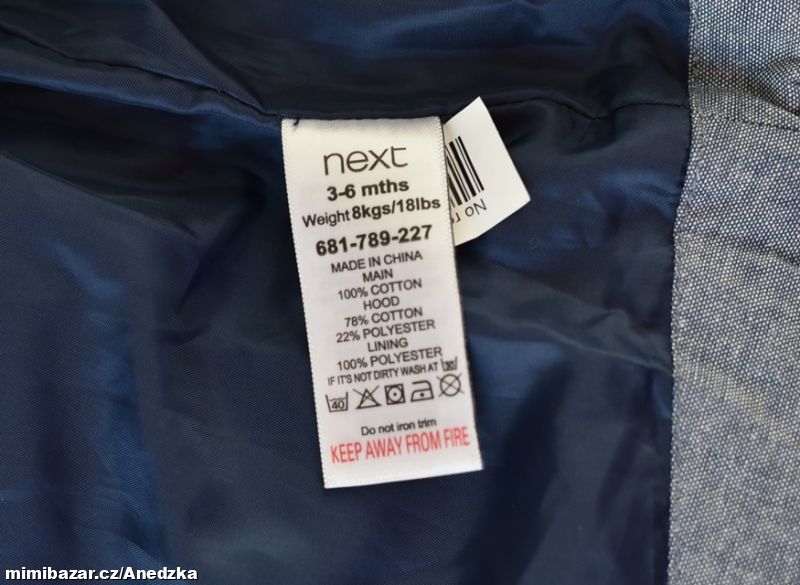 next
3-6 mths
Weight 8kgs/18lbs
681-789-227
MADE IN CHINA
MAIN
100% COTTON
HOOD
78% COTTON
22% POLYESTER
LINING
100% POLYESTER
IF IT'S NOT DIRTY WASH AT 30
40
Do not iron trim
KEEP AWAY FROM FIRE
No
mimibazar.cz/Anedzka